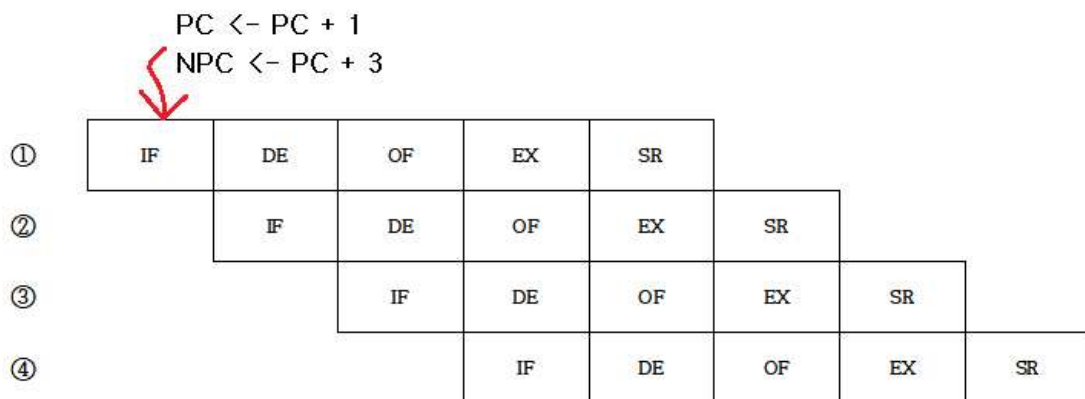 PC <- PC + 1
NPC <- PC + 3
① IF DE OF EX SR
② IF DE OF EX SR
③ IF DE OF EX SR
④ IF DE OF EX SR